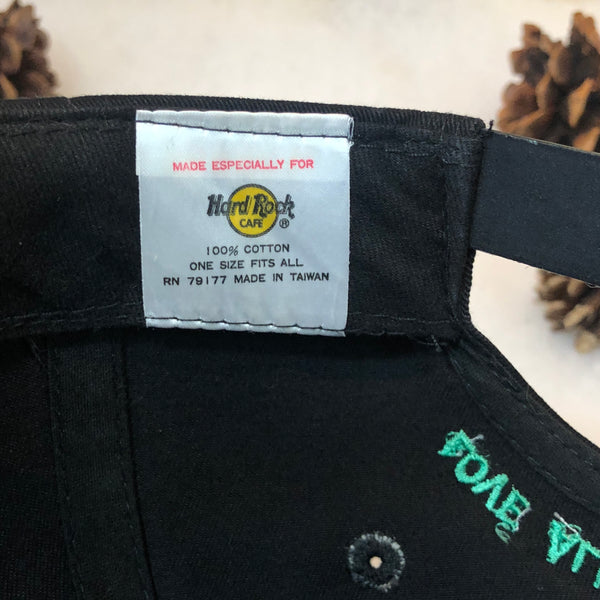 MADE ESPECIALLY FOR
Hard Rock
CAFE ®
100% COTTON
ONE SIZE FITS ALL
RN 79177 MADE IN TAIWAN